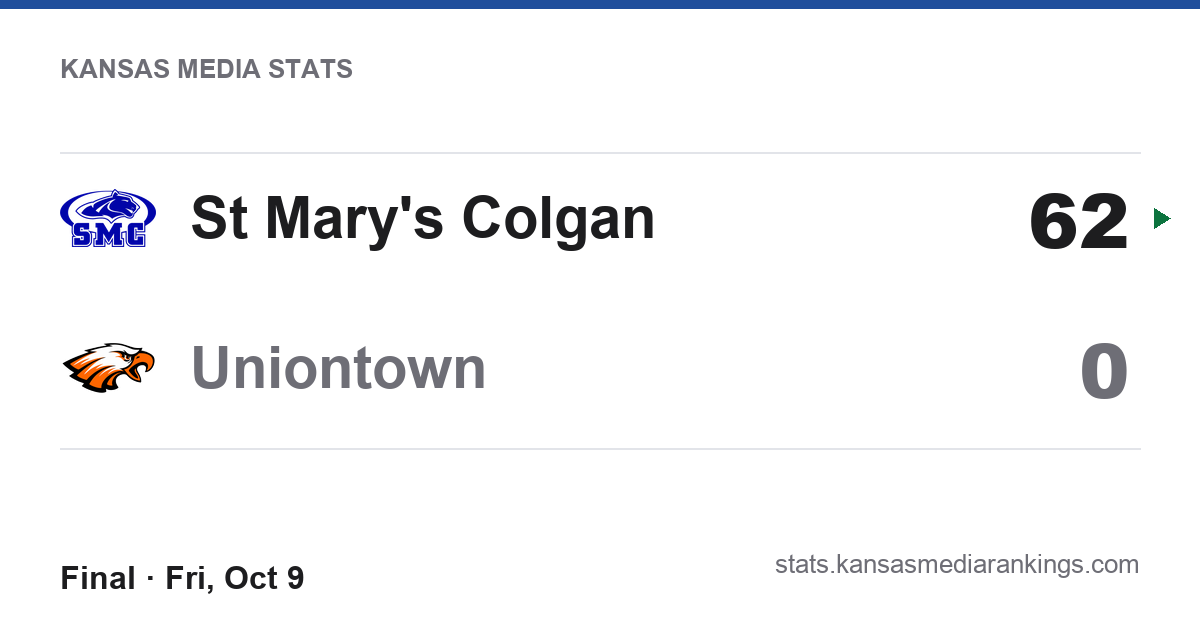 KANSAS MEDIA STATS
SMC
St Mary's Colgan 62
Uniontown 0
Final · Fri, Oct 9
stats.kansasmediarankings.com